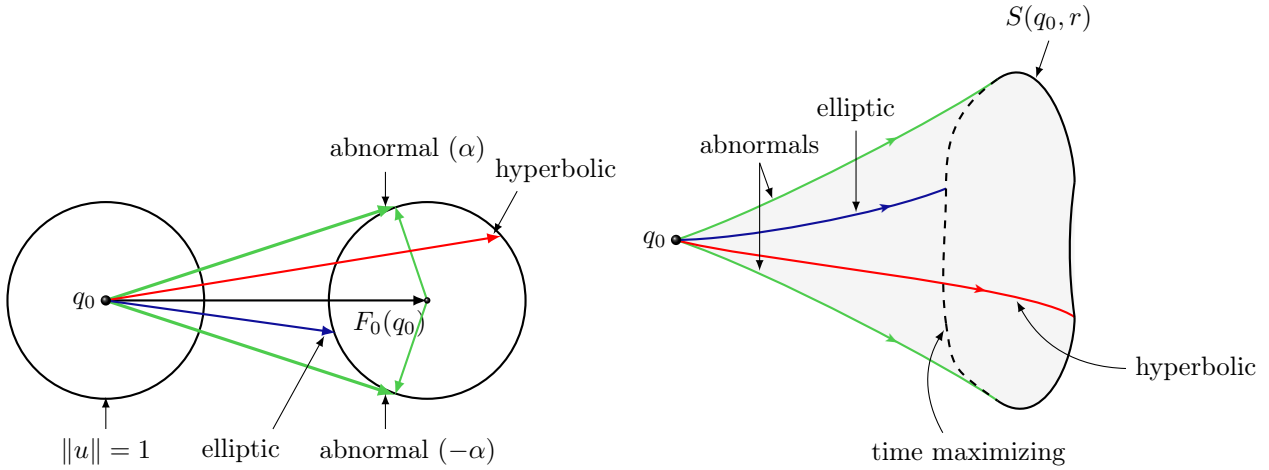 abnormal (α)
hyperbolic
q₀
F₀(q₀)
‖u‖ = 1
elliptic
abnormal (−α)
S(q₀, r)
elliptic
abnormals
q₀
hyperbolic
time maximizing